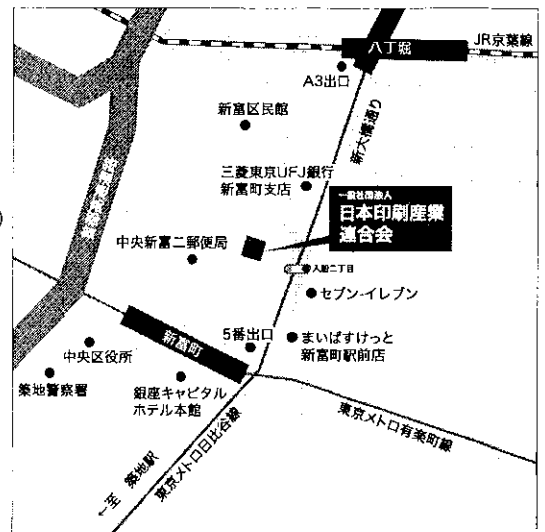 八丁堀
JR京葉線
A3出口
新大橋通り
新富区民館
三菱東京UFJ銀行
新富町支店
一般社団法人
日本印刷産業
連合会
中央新富二郵便局
入船二丁目
セブン-イレブン
新富町
5番出口
まいばすけっと
新富町駅前店
中央区役所
築地警察署
銀座キャピタル
ホテル本館
東京メトロ有楽町線
東京メトロ日比谷線
←至 築地駅